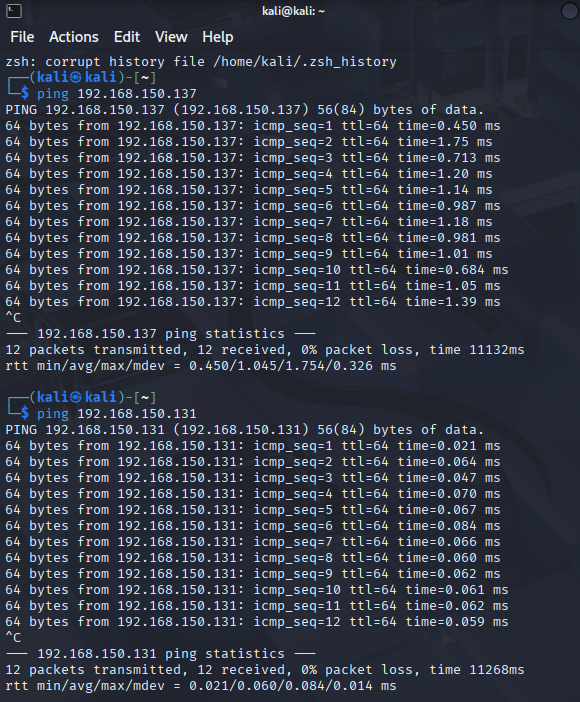 kali@kali: ~
File Actions Edit View Help
zsh: corrupt history file /home/kali/.zsh_history
┌──(kali㉿kali)-[~]
└─$ ping 192.168.150.137
PING 192.168.150.137 (192.168.150.137) 56(84) bytes of data.
64 bytes from 192.168.150.137: icmp_seq=1 ttl=64 time=0.450 ms
64 bytes from 192.168.150.137: icmp_seq=2 ttl=64 time=1.75 ms
64 bytes from 192.168.150.137: icmp_seq=3 ttl=64 time=0.713 ms
64 bytes from 192.168.150.137: icmp_seq=4 ttl=64 time=1.20 ms
64 bytes from 192.168.150.137: icmp_seq=5 ttl=64 time=1.14 ms
64 bytes from 192.168.150.137: icmp_seq=6 ttl=64 time=0.987 ms
64 bytes from 192.168.150.137: icmp_seq=7 ttl=64 time=1.18 ms
64 bytes from 192.168.150.137: icmp_seq=8 ttl=64 time=0.981 ms
64 bytes from 192.168.150.137: icmp_seq=9 ttl=64 time=1.01 ms
64 bytes from 192.168.150.137: icmp_seq=10 ttl=64 time=0.684 ms
64 bytes from 192.168.150.137: icmp_seq=11 ttl=64 time=1.05 ms
64 bytes from 192.168.150.137: icmp_seq=12 ttl=64 time=1.39 ms
^C
--- 192.168.150.137 ping statistics ---
12 packets transmitted, 12 received, 0% packet loss, time 11132ms
rtt min/avg/max/mdev = 0.450/1.045/1.754/0.326 ms
┌──(kali㉿kali)-[~]
└─$ ping 192.168.150.131
PING 192.168.150.131 (192.168.150.131) 56(84) bytes of data.
64 bytes from 192.168.150.131: icmp_seq=1 ttl=64 time=0.021 ms
64 bytes from 192.168.150.131: icmp_seq=2 ttl=64 time=0.064 ms
64 bytes from 192.168.150.131: icmp_seq=3 ttl=64 time=0.047 ms
64 bytes from 192.168.150.131: icmp_seq=4 ttl=64 time=0.070 ms
64 bytes from 192.168.150.131: icmp_seq=5 ttl=64 time=0.067 ms
64 bytes from 192.168.150.131: icmp_seq=6 ttl=64 time=0.084 ms
64 bytes from 192.168.150.131: icmp_seq=7 ttl=64 time=0.066 ms
64 bytes from 192.168.150.131: icmp_seq=8 ttl=64 time=0.060 ms
64 bytes from 192.168.150.131: icmp_seq=9 ttl=64 time=0.062 ms
64 bytes from 192.168.150.131: icmp_seq=10 ttl=64 time=0.061 ms
64 bytes from 192.168.150.131: icmp_seq=11 ttl=64 time=0.062 ms
64 bytes from 192.168.150.131: icmp_seq=12 ttl=64 time=0.059 ms
^C
--- 192.168.150.131 ping statistics ---
12 packets transmitted, 12 received, 0% packet loss, time 11268ms
rtt min/avg/max/mdev = 0.021/0.060/0.084/0.014 ms